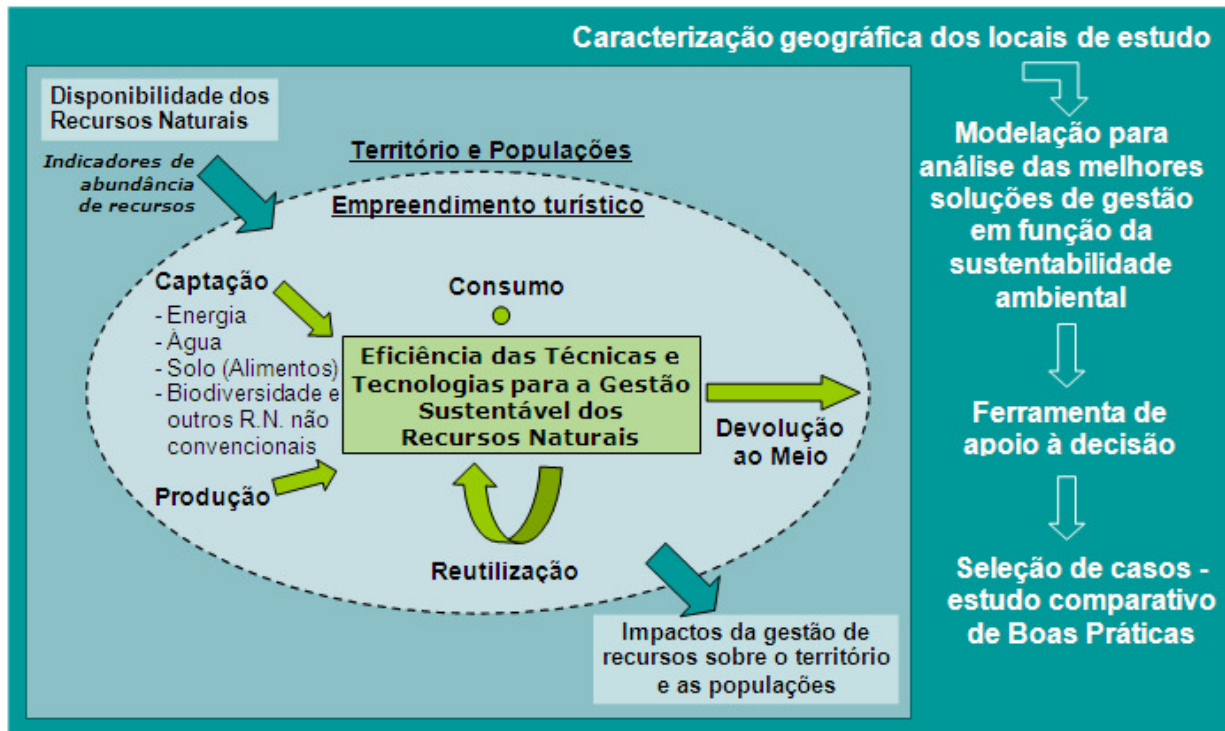 Caracterização geográfica dos locais de estudo
Disponibilidade dos
Recursos Naturais
Indicadores de
abundância
de recursos
Território e Populações
Empreendimento turístico
Captação
- Energia
- Água
- Solo (Alimentos)
- Biodiversidade e
outros R.N. não
convencionais
Produção
Consumo
Eficiência das Técnicas e
Tecnologias para a Gestão
Sustentável dos
Recursos Naturais
Devolução
ao Meio
Reutilização
Impactos da gestão de
recursos sobre o território
e as populações
Modelação para
análise das melhores
soluções de gestão
em função da
sustentabilidade
ambiental
Ferramenta de
apoio à decisão
Seleção de casos -
estudo comparativo
de Boas Práticas